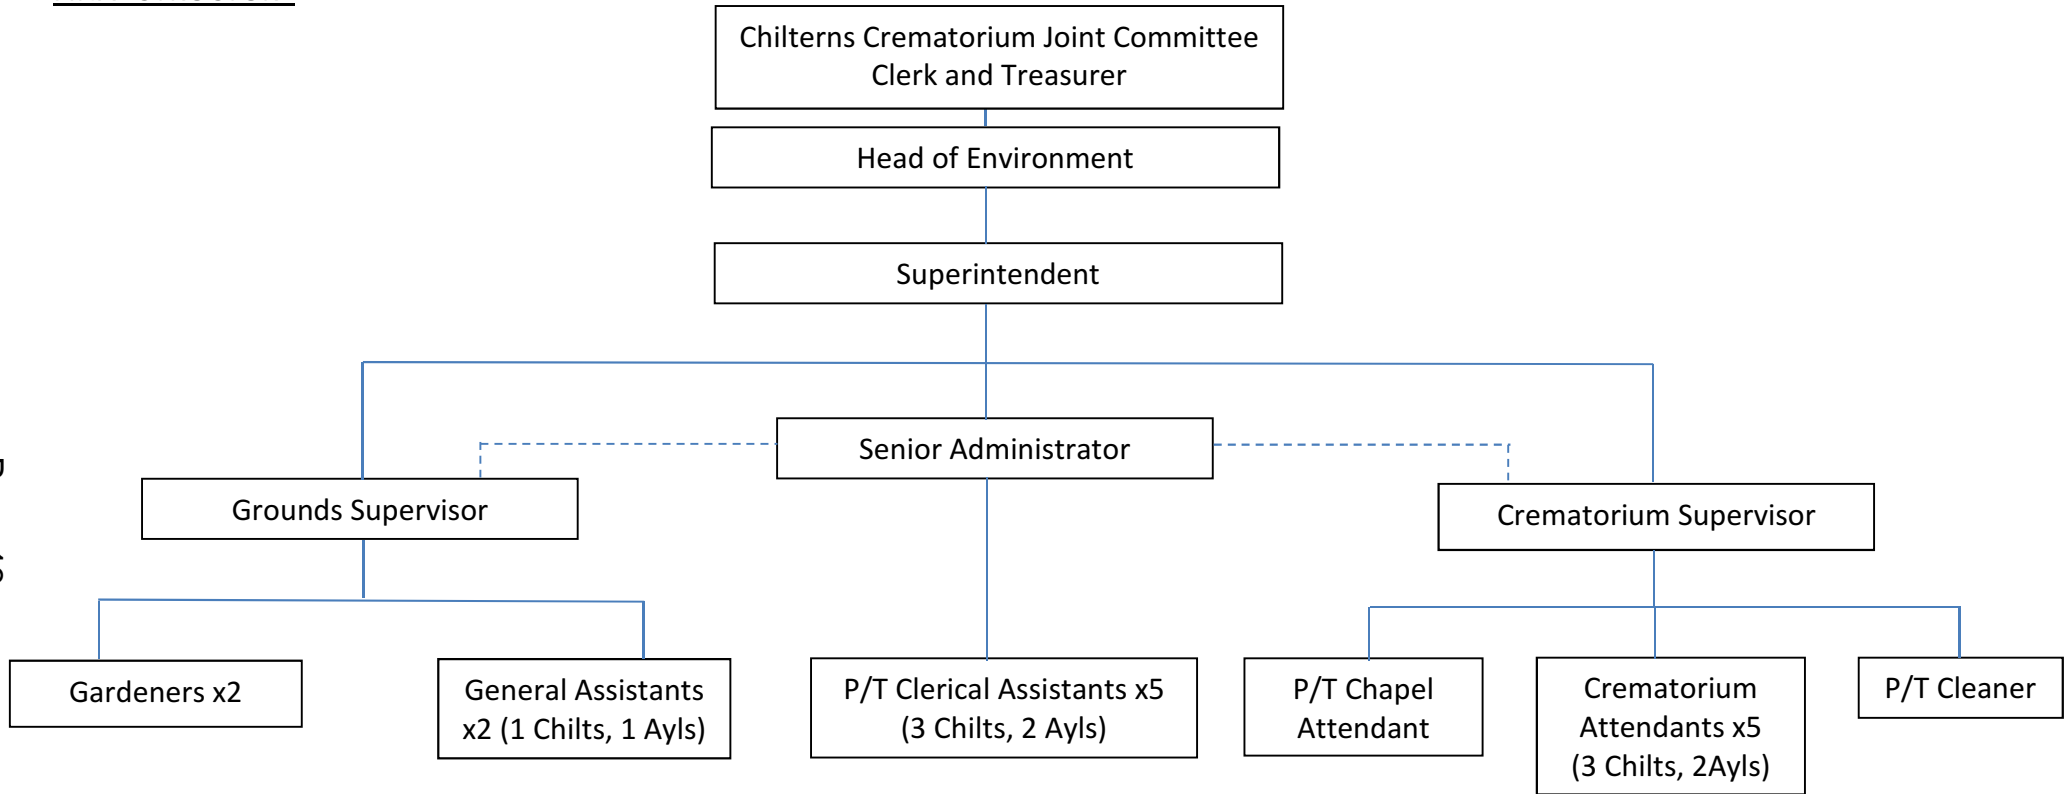 Chilterns Crematorium Joint Committee
Clerk and Treasurer
Head of Environment
Superintendent
Senior Administrator
Grounds Supervisor
Crematorium Supervisor
Gardeners x2
General Assistants
x2 (1 Chilts, 1 Ayls)
P/T Clerical Assistants x5
(3 Chilts, 2 Ayls)
P/T Chapel
Attendant
Crematorium
Attendants x5
(3 Chilts, 2Ayls)
P/T Cleaner